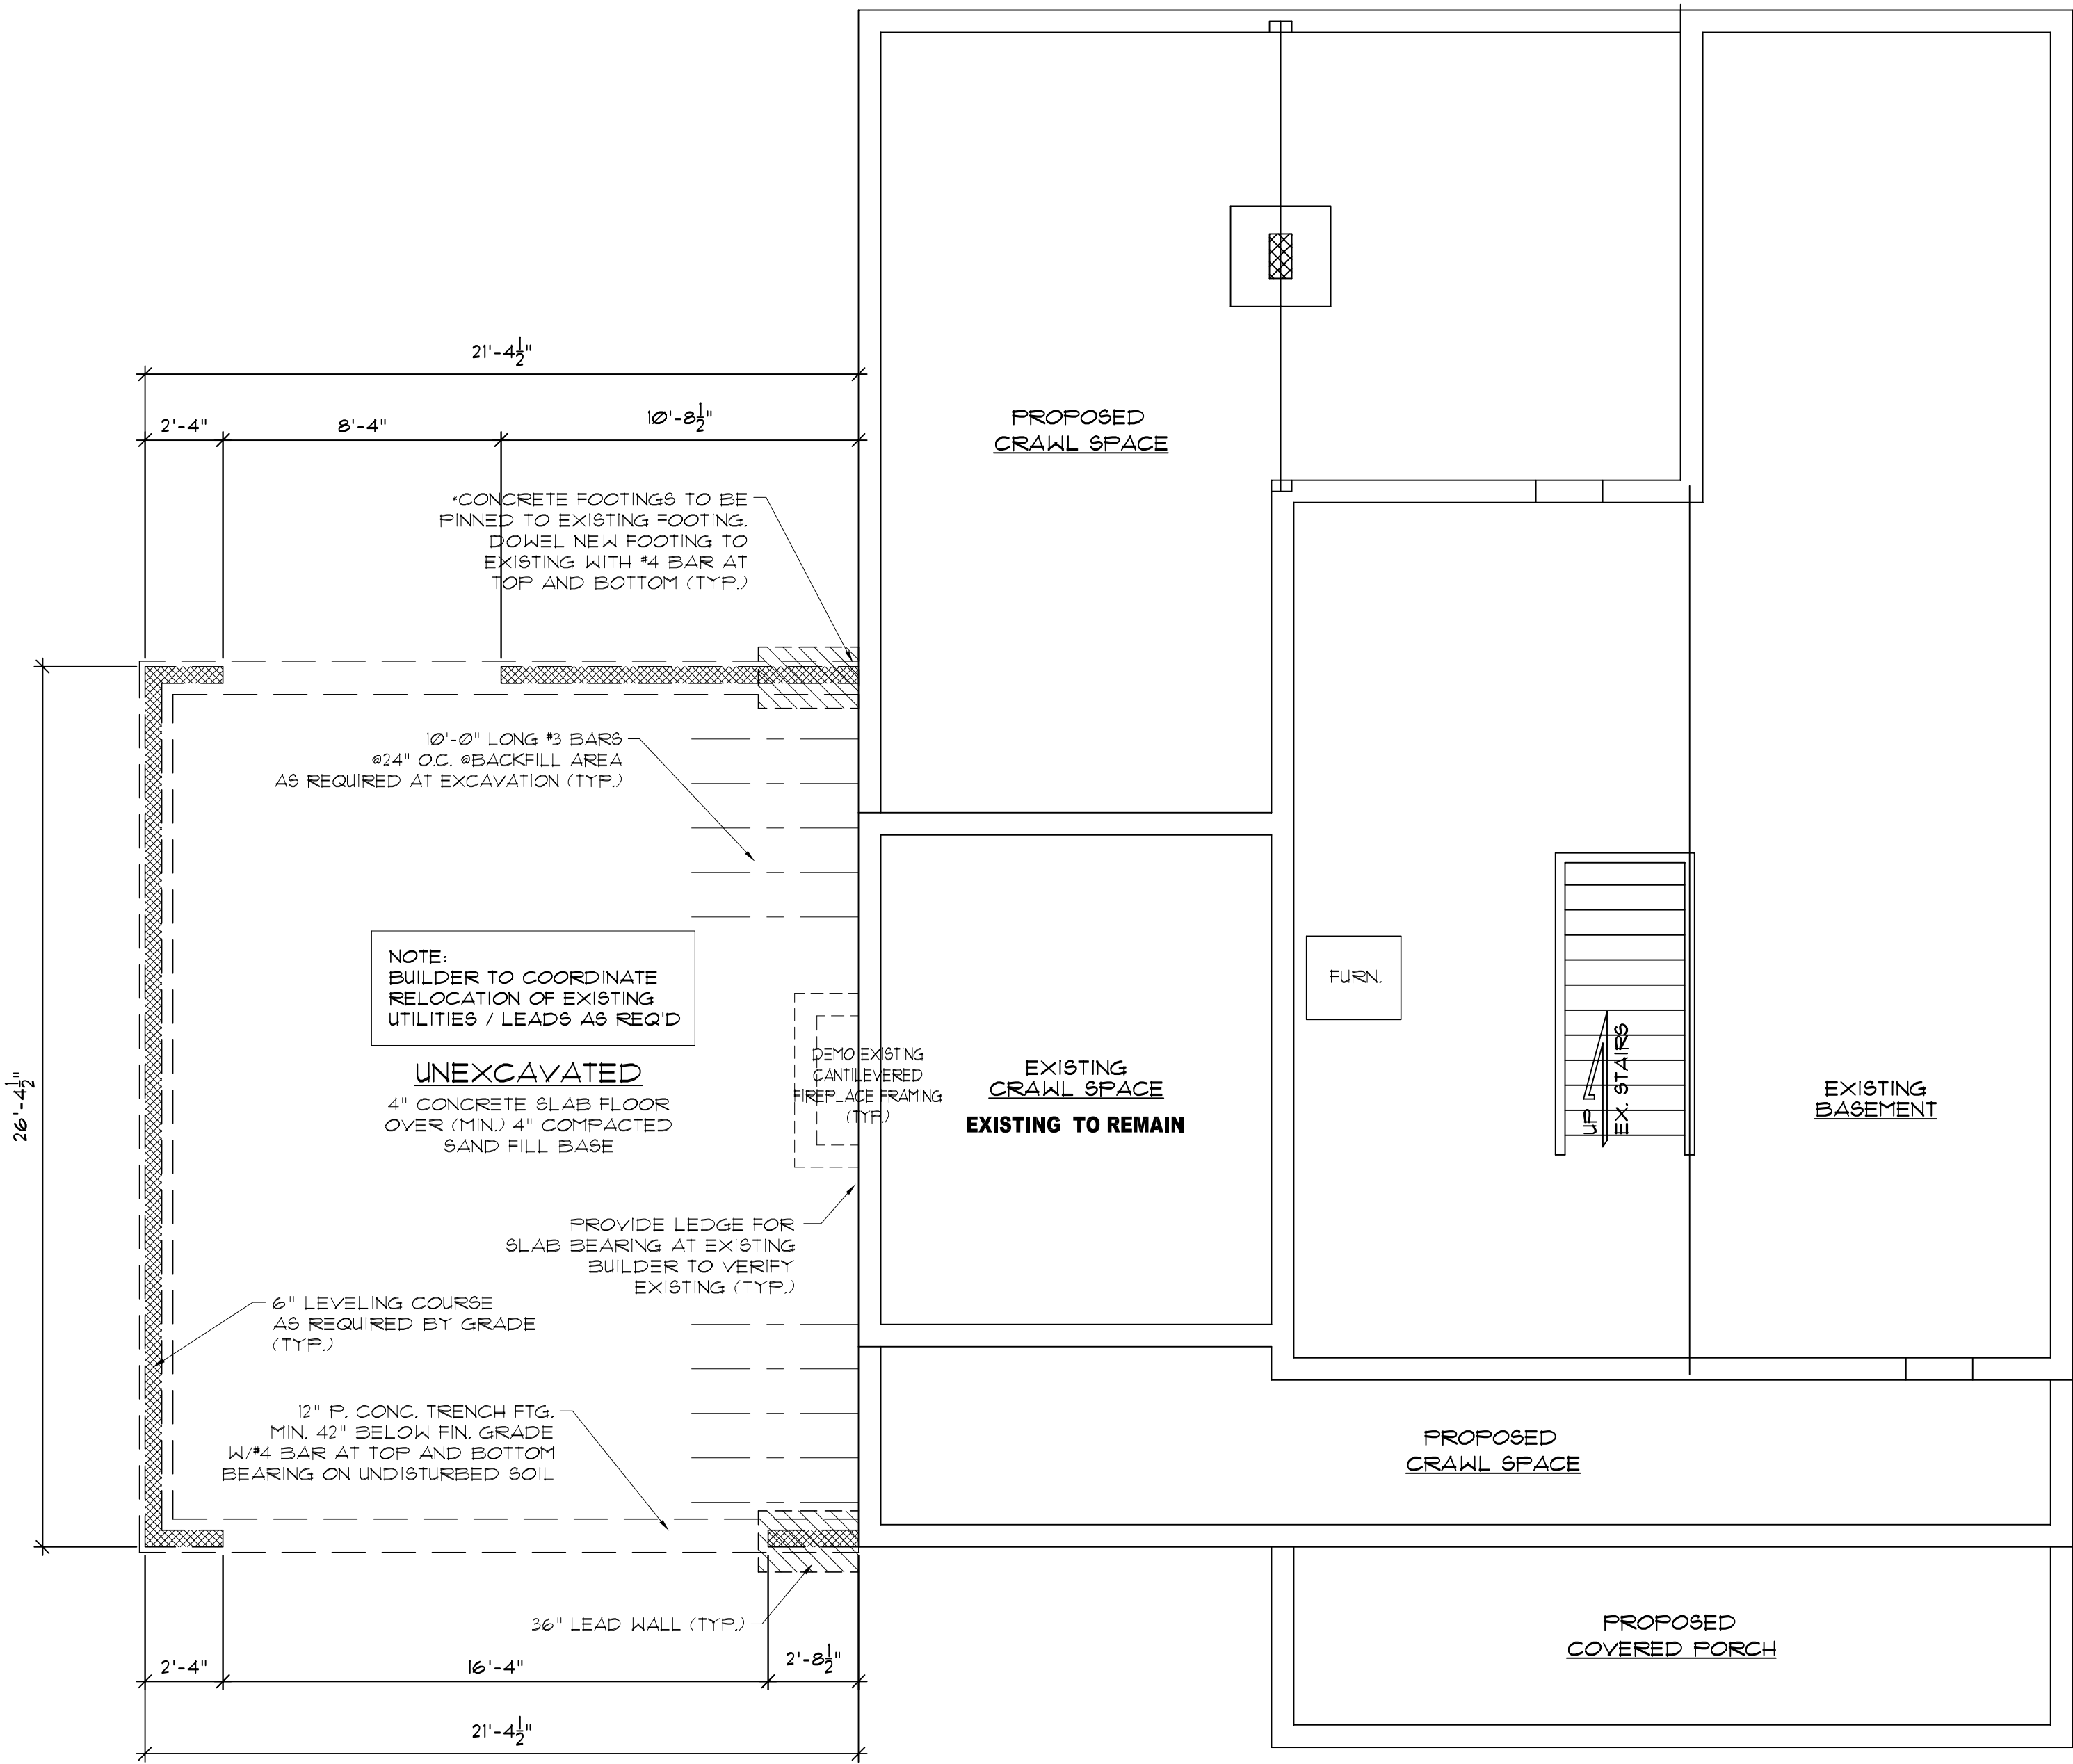 21'-4½"
2'-4"
8'-4"
10'-8½"
PROPOSED
CRAWL SPACE
*CONCRETE FOOTINGS TO BE
PINNED TO EXISTING FOOTING.
DOWEL NEW FOOTING TO
EXISTING WITH #4 BAR AT
TOP AND BOTTOM (TYP.)
10'-0" LONG #3 BARS
@24" O.C. @BACKFILL AREA
AS REQUIRED AT EXCAVATION (TYP.)
NOTE:
BUILDER TO COORDINATE
RELOCATION OF EXISTING
UTILITIES / LEADS AS REQ'D
UNEXCAVATED
4" CONCRETE SLAB FLOOR
OVER (MIN.) 4" COMPACTED
SAND FILL BASE
26'-4½"
DEMO EXISTING
CANTILEVERED
FIREPLACE FRAMING
(TYP.)
EXISTING
CRAWL SPACE
EXISTING TO REMAIN
FURN.
UP
EX. STAIRS
EXISTING
BASEMENT
PROVIDE LEDGE FOR
SLAB BEARING AT EXISTING
BUILDER TO VERIFY
EXISTING (TYP.)
6" LEVELING COURSE
AS REQUIRED BY GRADE
(TYP.)
12" P. CONC. TRENCH FTG.
MIN. 42" BELOW FIN. GRADE
W/#4 BAR AT TOP AND BOTTOM
BEARING ON UNDISTURBED SOIL
PROPOSED
CRAWL SPACE
36" LEAD WALL (TYP.)
PROPOSED
COVERED PORCH
2'-4"
16'-4"
2'-8½"
21'-4½"